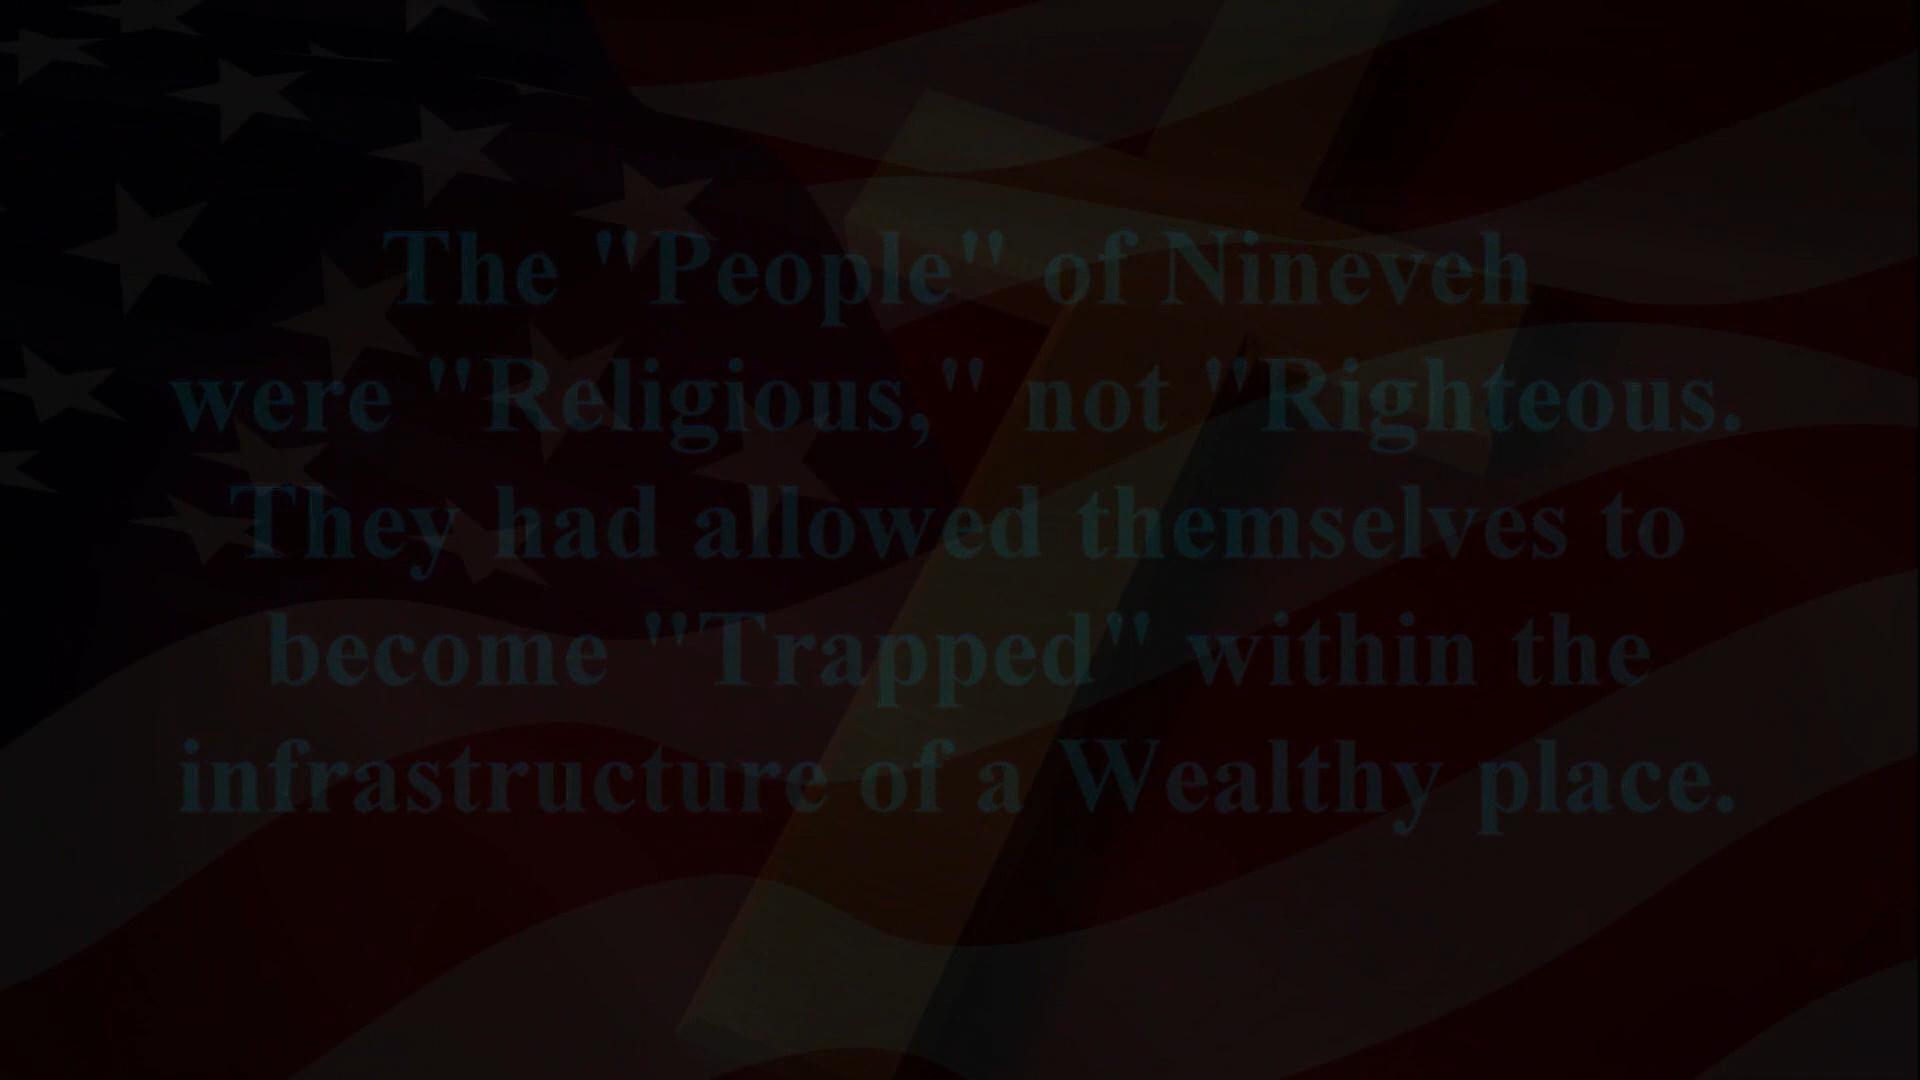 The "People" of Nineveh
were "Religious," not "Righteous.
They had allowed themselves to
become "Trapped" within the
infrastructure of a Wealthy place.